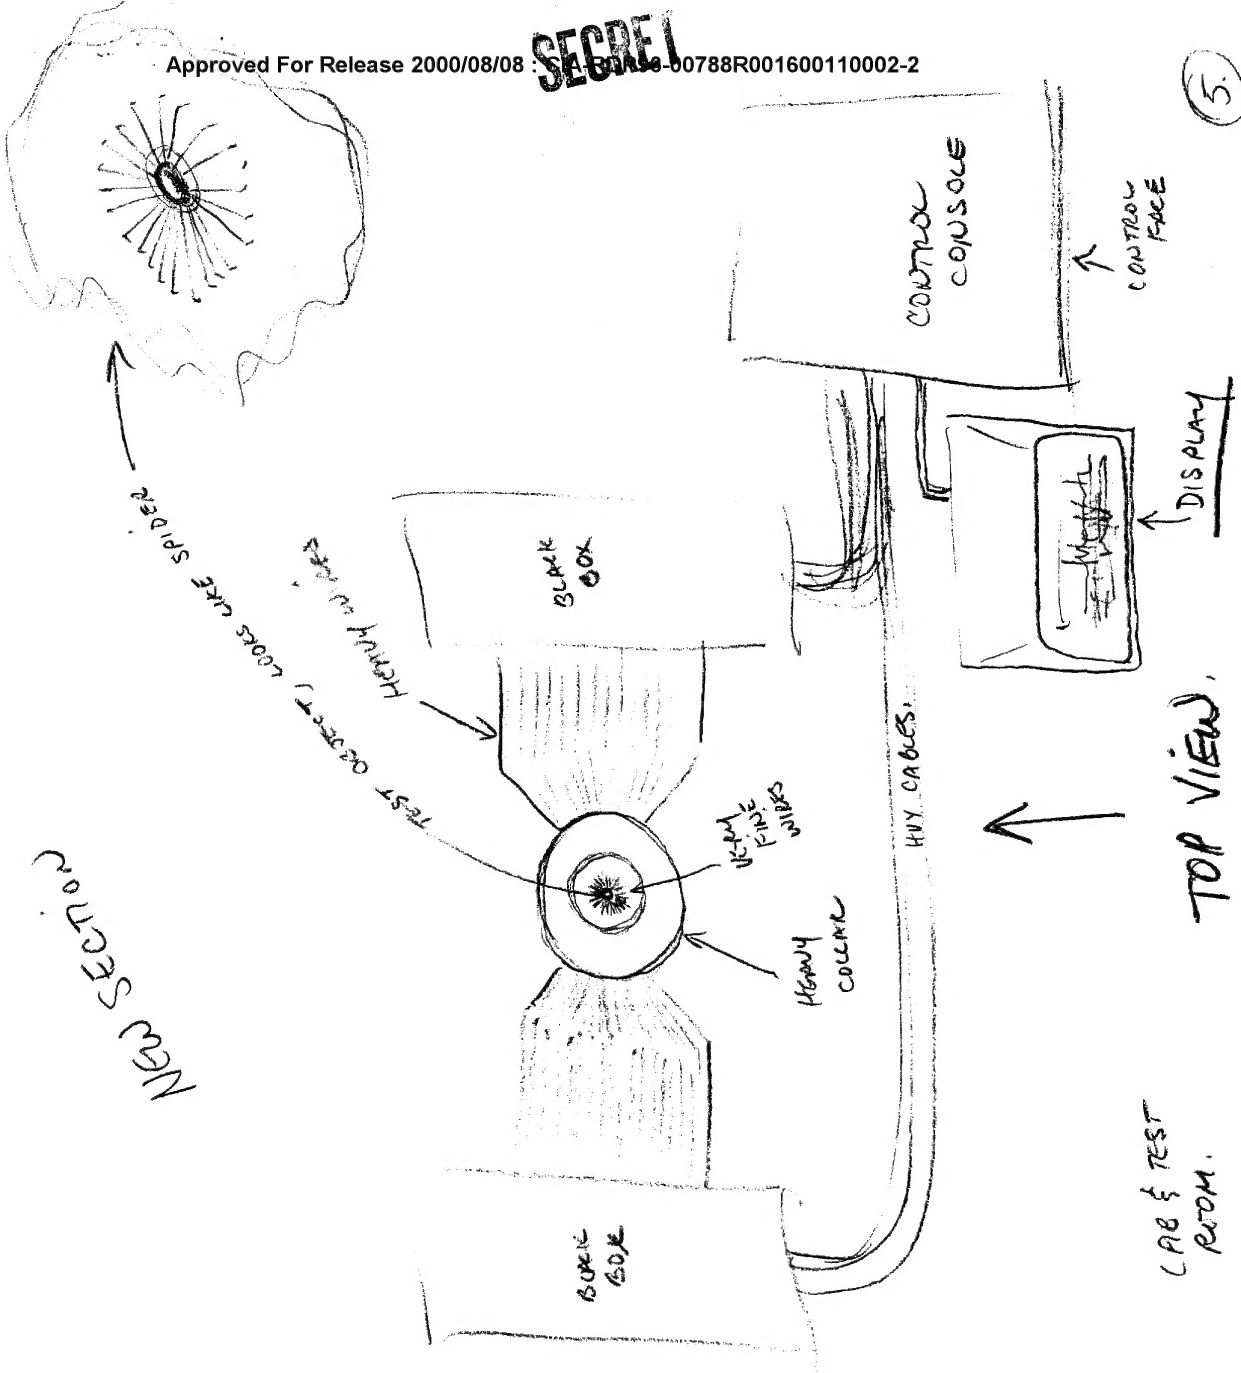 SECRET
Approved For Release 2000/08/08 : CIA-RDP96-00788R001600110002-2
5.
CONTROL
CONSOLE
CONTROL
FACE
DISPLAY
BLACK
BOX
HEAVY WIRES
TEST OBJECT, LOOKS LIKE SPIDER
VERY
FINE
WIRES
HEAVY
COLLAR
HVY CABLES.
TOP VIEW.
NEW SECTION
BLACK
BOX
LAB & TEST
ROOM.